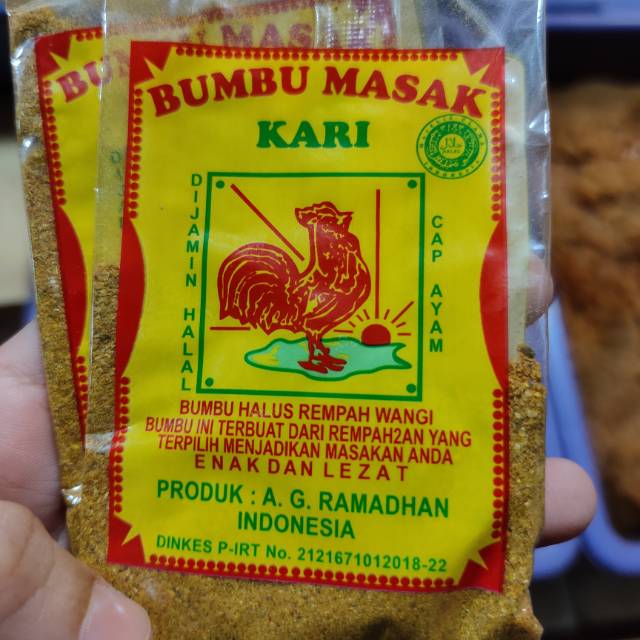 BUMBU MASAK
KARI
DIJAMIN HALAL
CAP AYAM
BUMBU HALUS REMPAH WANGI
BUMBU INI TERBUAT DARI REMPAH2AN YANG
TERPILIH MENJADIKAN MASAKAN ANDA
ENAK DAN LEZAT
PRODUK : A. G. RAMADHAN
INDONESIA
DINKES P-IRT No. 2121671012018-22